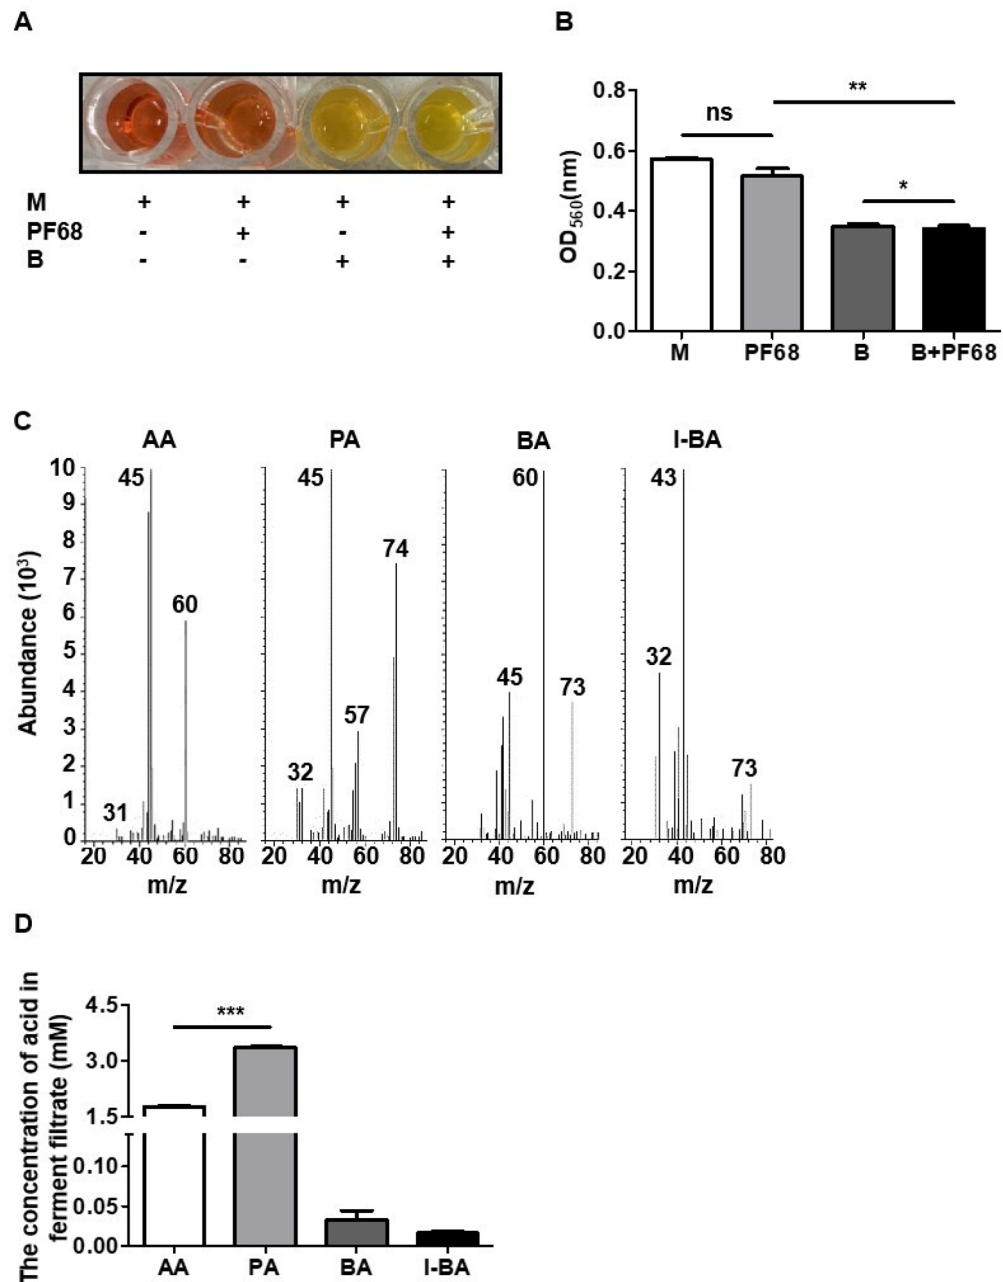 A
M + + + +
PF68 - + - +
B - - + +
B
OD560(nm)
0.8
0.6
0.4
0.2
0.0
ns
**
*
M PF68 B B+PF68
C
Abundance (10³)
10
9
8
7
6
5
4
3
2
1
0
AA
45
60
31
20 40 60 80
m/z
PA
45
74
57
32
20 40 60 80
m/z
BA
60
45
73
20 40 60 80
m/z
I-BA
43
32
73
20 40 60 80
m/z
D
The concentration of acid in
ferment filtrate (mM)
4.5
3.0
1.5
0.10
0.05
0.00
***
AA PA BA I-BA